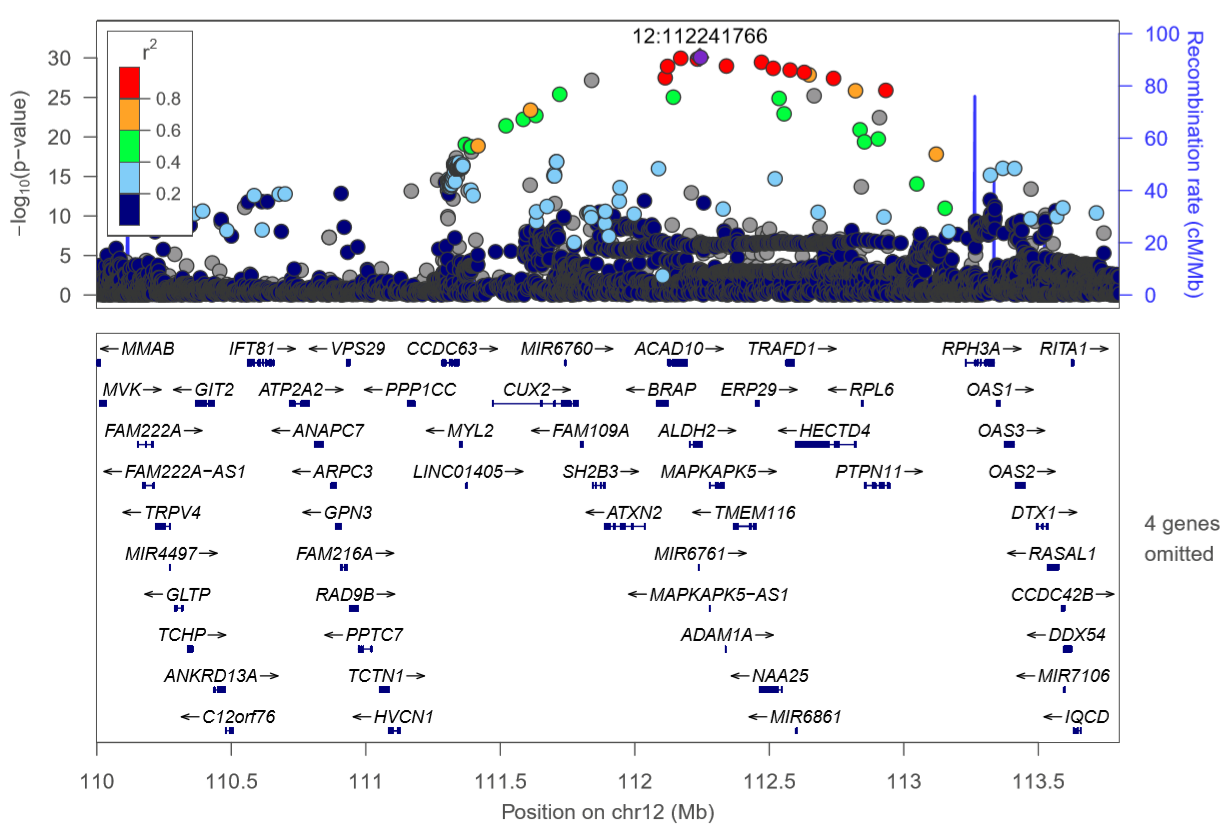 12:112241766
r2
0.8
0.6
0.4
0.2
−log10(p−value)
30
25
20
15
10
5
0
Recombination rate (cM/Mb)
100
80
60
40
20
0
←MMAB IFT81→ ←VPS29 CCDC63→ MIR6760→ ACAD10→ TRAFD1→ RPH3A→ RITA1→
MVK→ ←GIT2 ATP2A2→ ←PPP1CC CUX2→ ←BRAP ERP29→ ←RPL6 OAS1→
FAM222A→ ←ANAPC7 ←MYL2 ←FAM109A ALDH2→ ←HECTD4 OAS3→
←FAM222A−AS1 ←ARPC3 LINC01405→ SH2B3→ MAPKAPK5→ PTPN11→ OAS2→
←TRPV4 ←GPN3 ←ATXN2 ←TMEM116 DTX1→
MIR4497→ FAM216A→ MIR6761→ ←RASAL1
←GLTP RAD9B→ ←MAPKAPK5−AS1 CCDC42B→
TCHP→ ←PPTC7 ADAM1A→ ←DDX54
ANKRD13A→ TCTN1→ ←NAA25 ←MIR7106
←C12orf76 ←HVCN1 ←MIR6861 ←IQCD
4 genes
omitted
110 110.5 111 111.5 112 112.5 113 113.5
Position on chr12 (Mb)